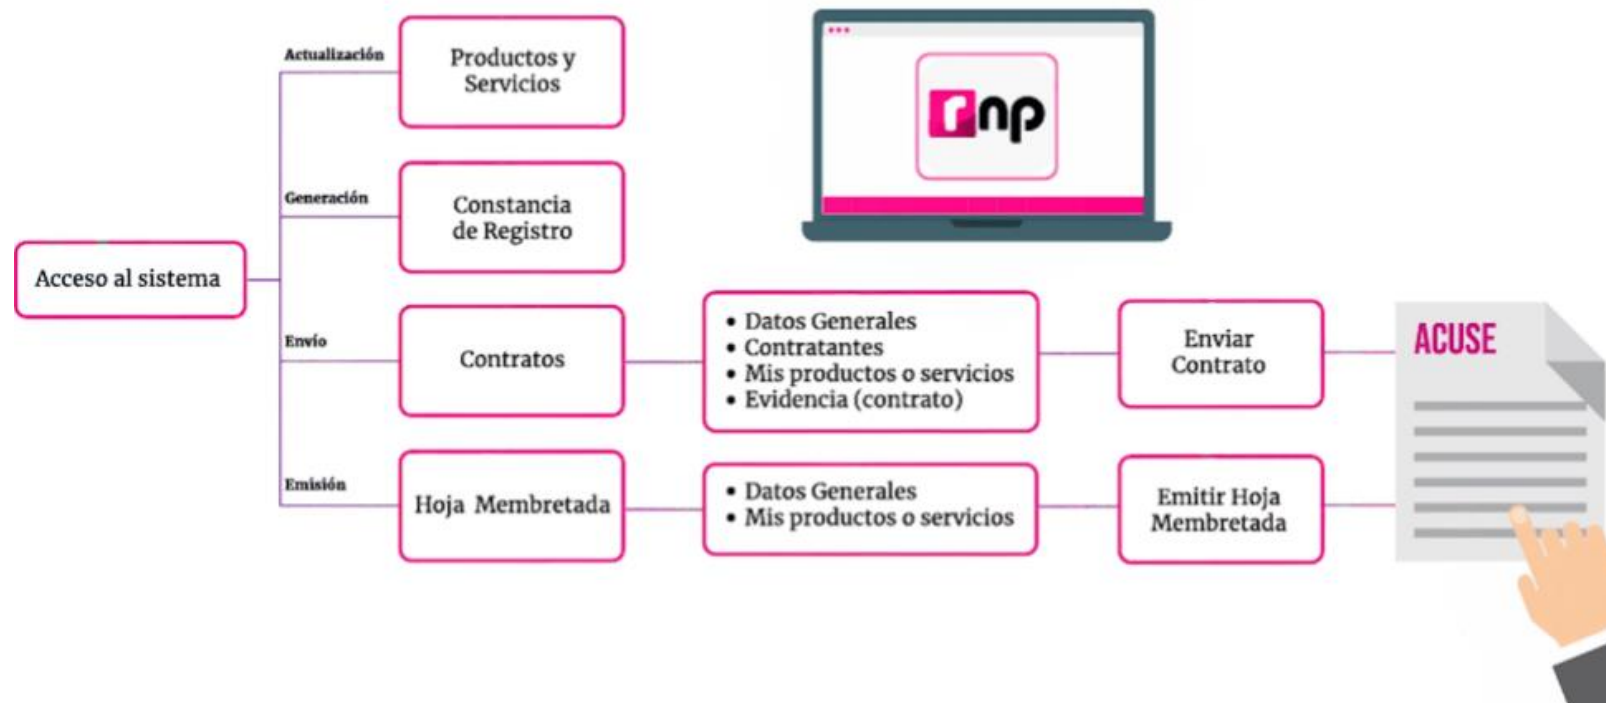 Acceso al sistema
Actualización
Productos y
Servicios
Generación
Constancia
de Registro
Envío
Contratos
• Datos Generales
• Contratantes
• Mis productos o servicios
• Evidencia (contrato)
Enviar
Contrato
Emisión
Hoja Membretada
• Datos Generales
• Mis productos o servicios
Emitir Hoja
Membretada
rnp
ACUSE